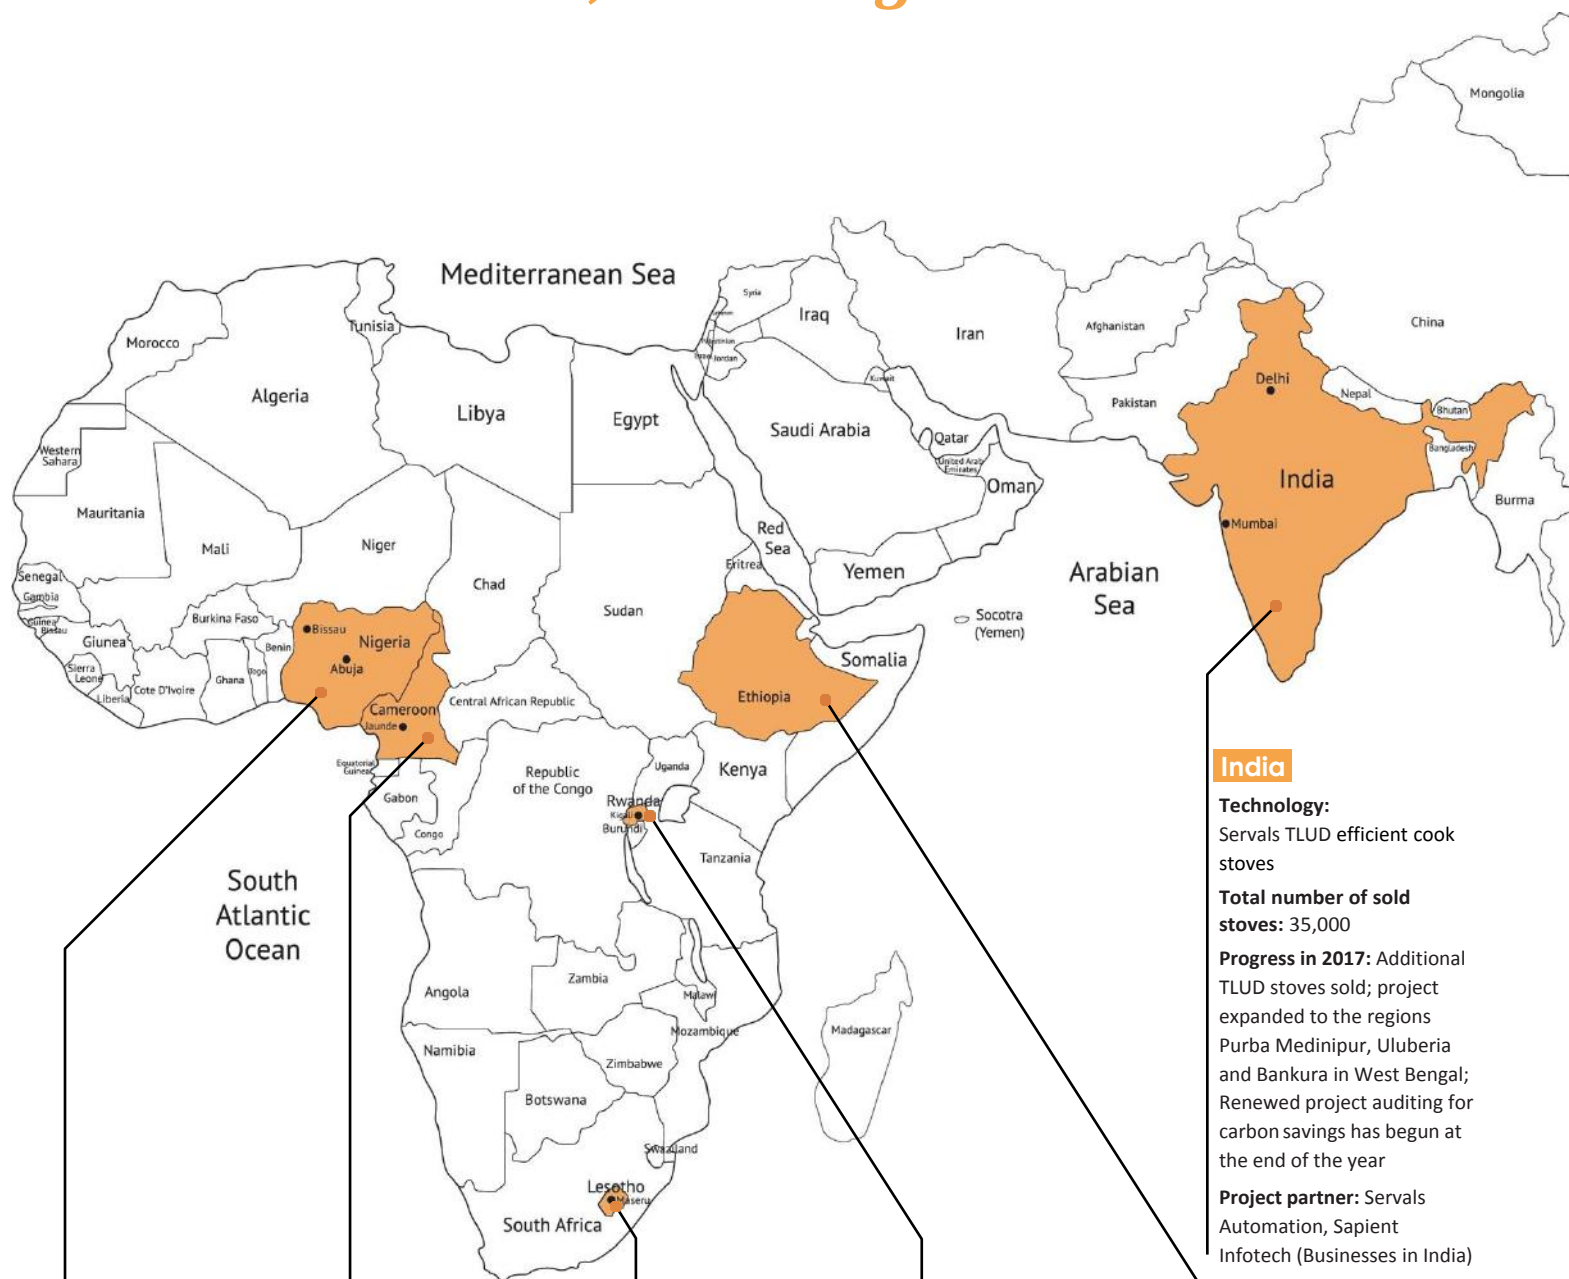 Mongolia
Mediterranean Sea
Syria
Iraq
Iran
Afghanistan
China
Morocco
Tunisia
Jordan
Kuwait
Delhi
Nepal
Bhutan
Algeria
Libya
Egypt
Saudi Arabia
Pakistan
Qatar
United Arab
Emirates
Bangladesh
Western
Sahara
Oman
India
Burma
Mauritania
Mali
Niger
Chad
Red
Sea
Eritrea
Yemen
Arabian
Sea
Mumbai
Senegal
Gambia
Guinea
Bissau
Giunea
Burkina Faso
Sudan
Socotra
(Yemen)
Bissau
Nigeria
Abuja
Benin
Togo
Ghana
Cote D'Ivoire
Sierra
Leone
Liberia
Somalia
Ethiopia
Cameroon
Jaunde
Central African Republic
Equatorial
Guinea
Gabon
Congo
Republic
of the Congo
Uganda
Kenya
Rwanda
Kigali
Burundi
Tanzania
South
Atlantic
Ocean
Angola
Zambia
Malawi
Mozambique
Madagascar
Namibia
Zimbabwe
Botswana
Swaziland
Lesotho
Maseru
South Africa
India
Technology:
Servals TLUD efficient cook
stoves
Total number of sold
stoves: 35,000
Progress in 2017: Additional
TLUD stoves sold; project
expanded to the regions
Purba Medinipur, Uluberia
and Bankura in West Bengal;
Renewed project auditing for
carbon savings has begun at
the end of the year
Project partner: Servals
Automation, Sapient
Infotech (Businesses in India)